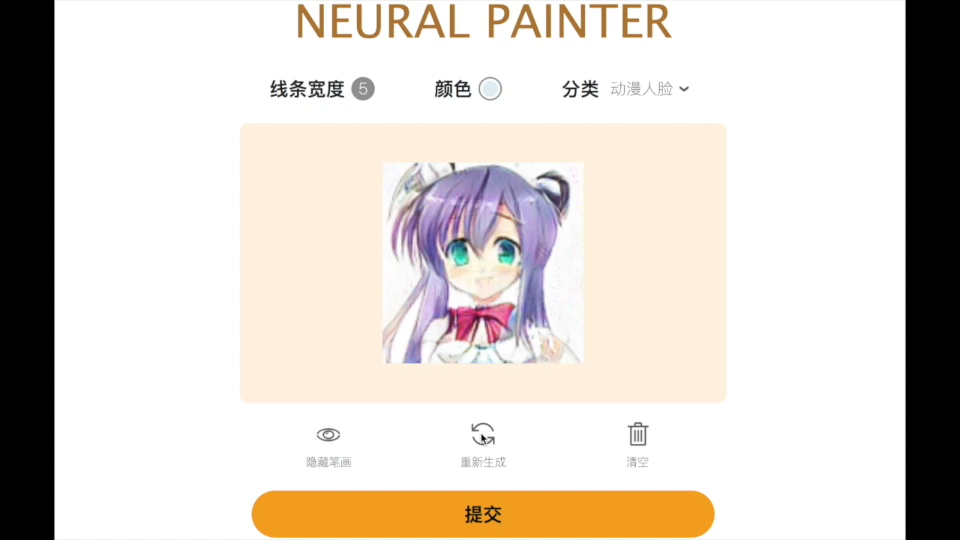 NEURAL PAINTER
线条宽度 5 颜色 分类 动漫人脸
隐藏笔画 重新生成 清空
提交